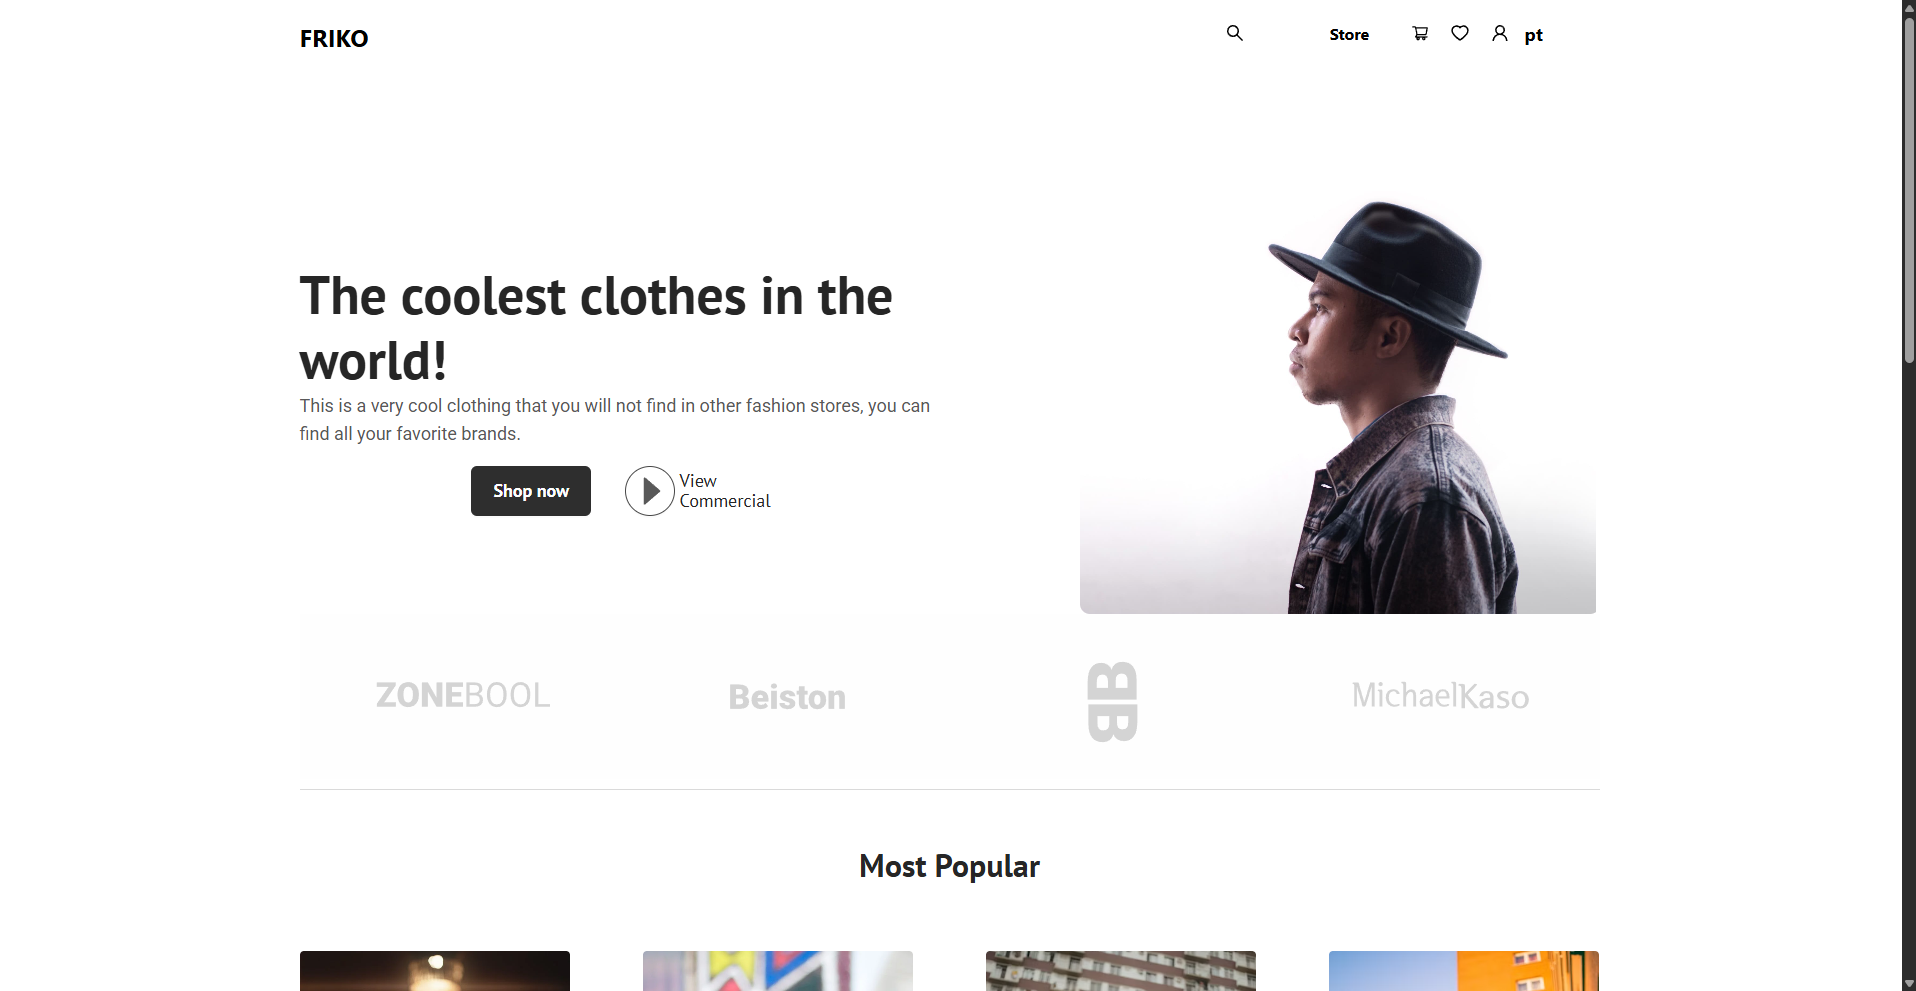 FRIKO
Store
pt
The coolest clothes in the
world!
This is a very cool clothing that you will not find in other fashion stores, you can
find all your favorite brands.
Shop now
View
Commercial
ZONEBOOL
Beiston
BB
MichaelKaso
Most Popular